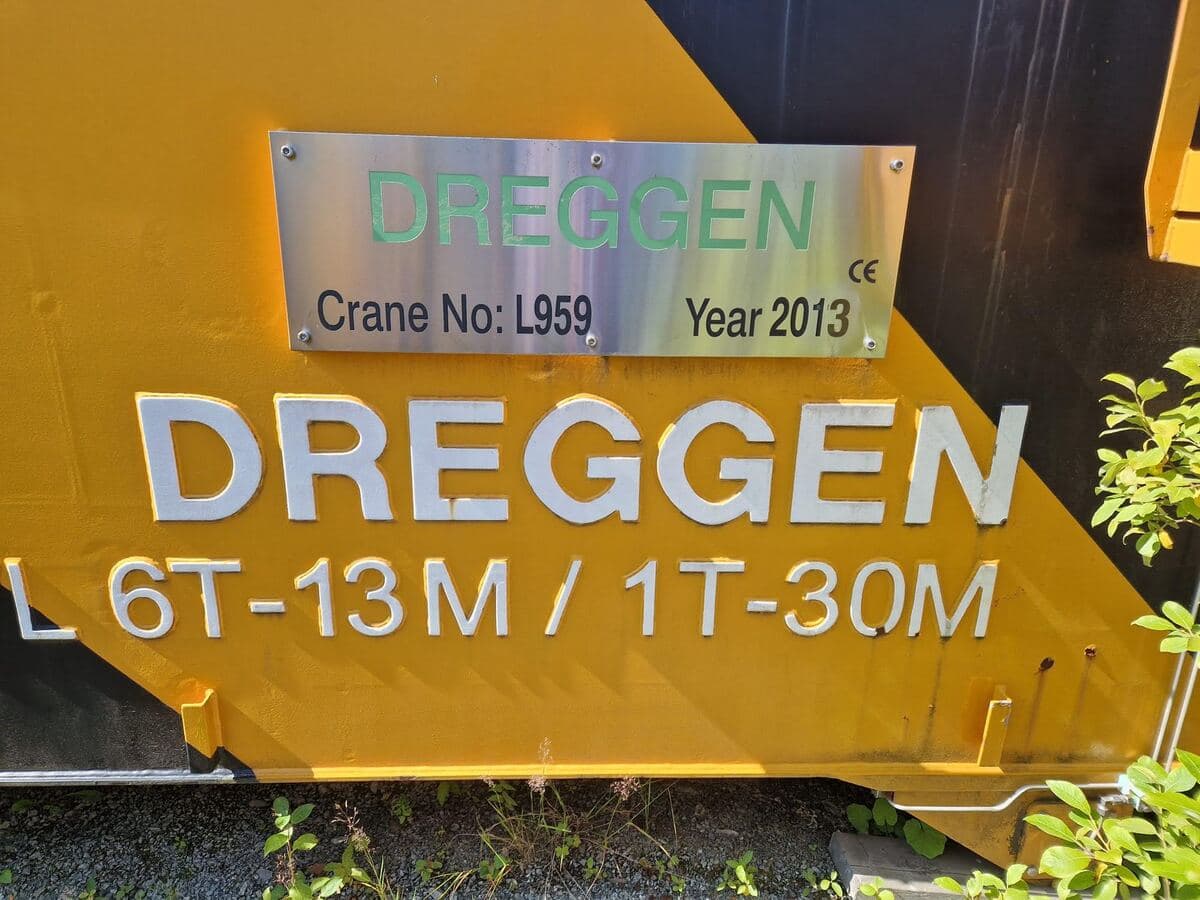 DREGGEN
CE
Crane No: L959 Year 2013
DREGGEN
L 6T-13M / 1T-30M